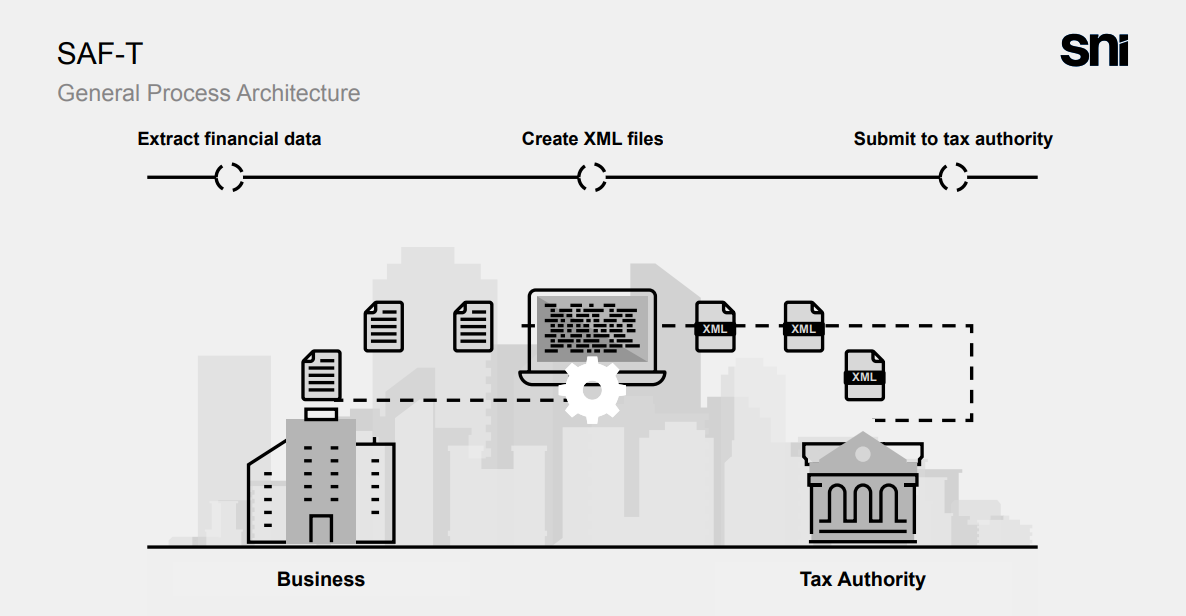 SAF-T
sni
General Process Architecture
Extract financial data
Create XML files
Submit to tax authority
XML
XML
XML
Business
Tax Authority